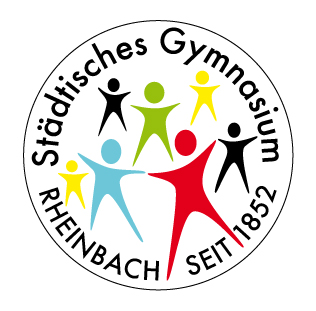 Städtisches Gymnasium
RHEINBACH SEIT 1852